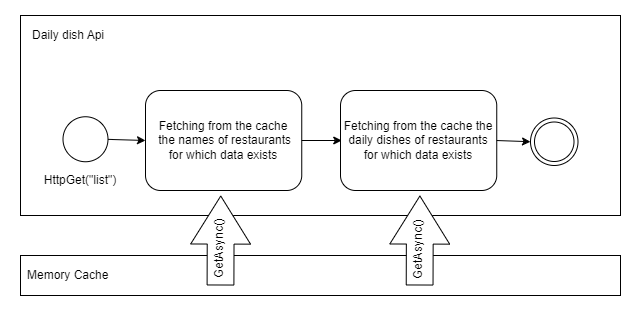 Daily dish Api
Fetching from the cache
the names of restaurants
for which data exists
Fetching from the cache the
daily dishes of restaurants
for which data exists
HttpGet("list")
GetAsync()
GetAsync()
Memory Cache